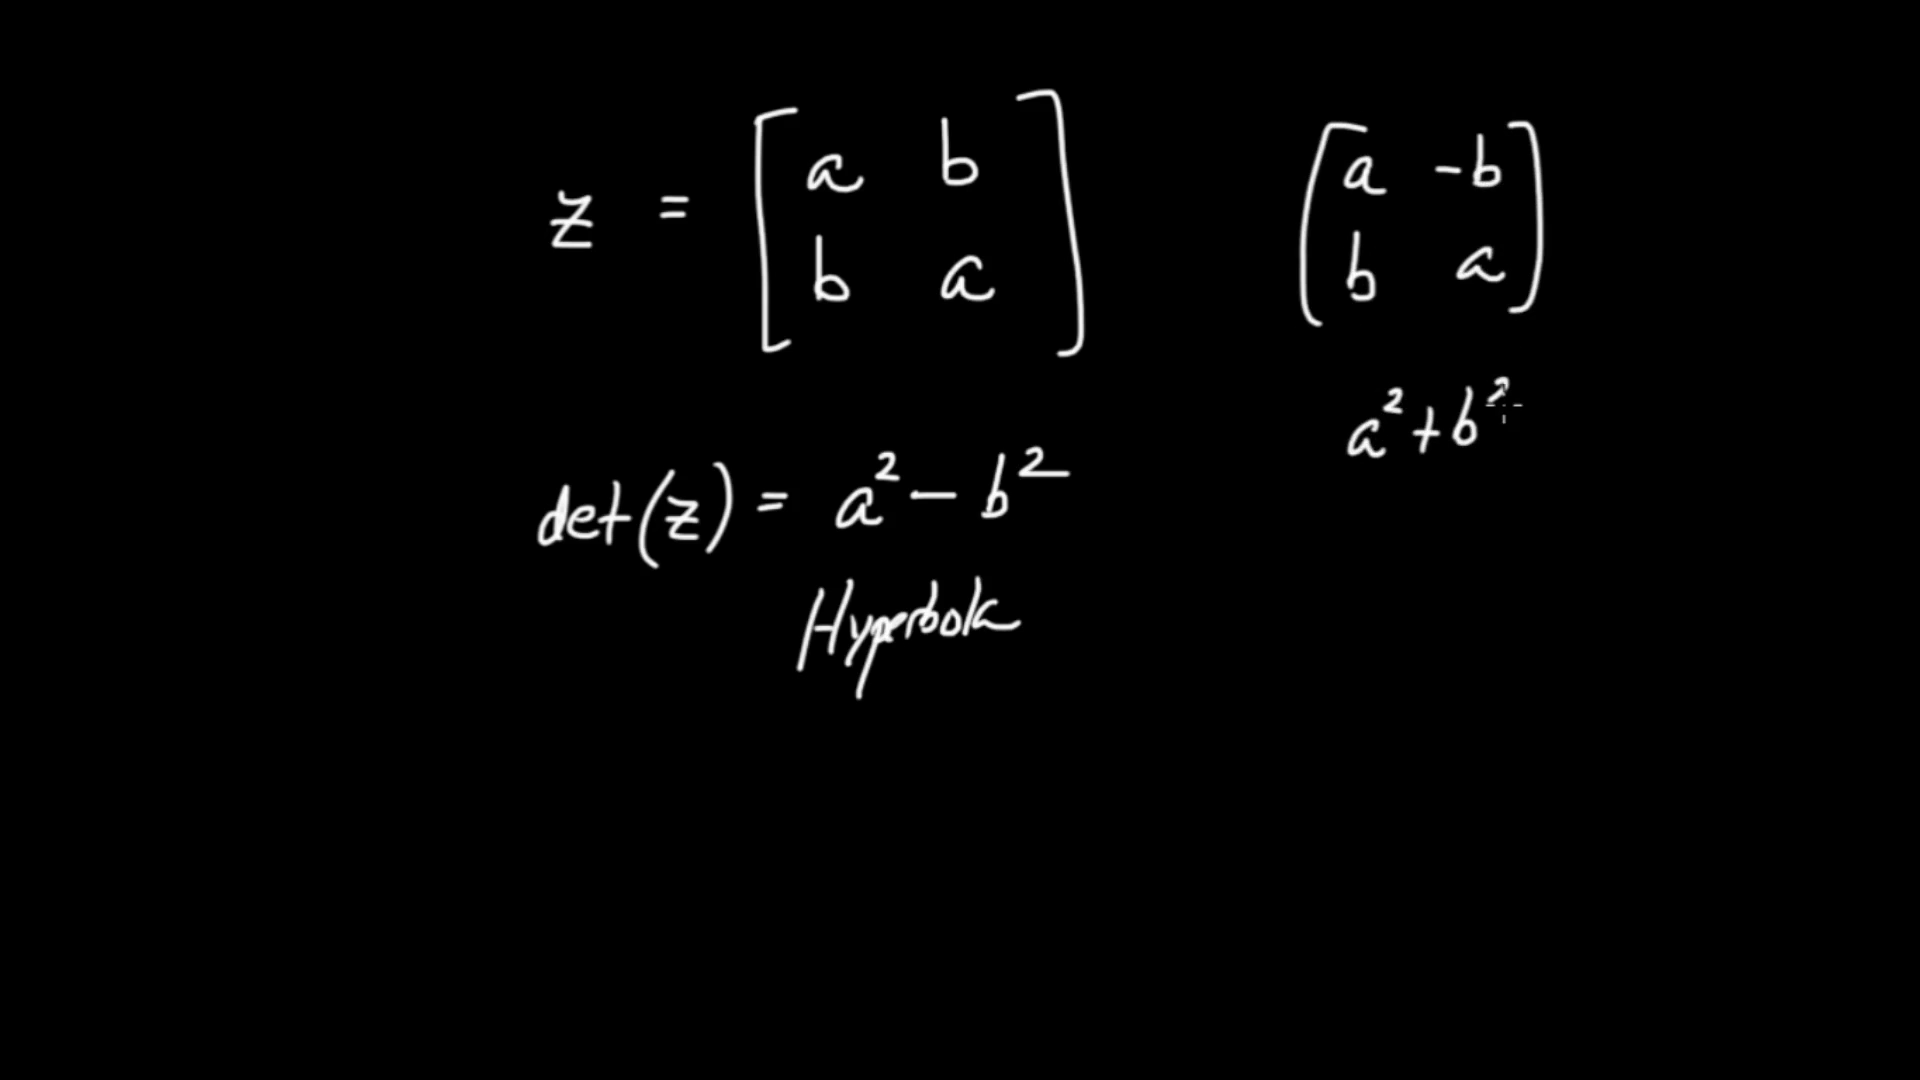 z = [a b
b a]
det(z) = a² - b²
Hyperbola
[a -b
b a]
a² + b²